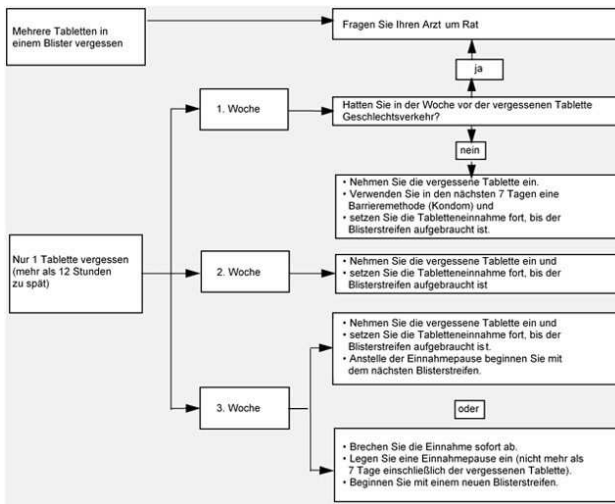 Mehrere Tabletten in
einem Blister vergessen
Fragen Sie Ihren Arzt um Rat
ja
1. Woche
Hatten Sie in der Woche vor der vergessenen Tablette
Geschlechtsverkehr?
nein
• Nehmen Sie die vergessene Tablette ein.
• Verwenden Sie in den nächsten 7 Tagen eine
Barrieremethode (Kondom) und
• setzen Sie die Tabletteneinnahme fort, bis der
Blisterstreifen aufgebraucht ist.
Nur 1 Tablette vergessen
(mehr als 12 Stunden
zu spät)
2. Woche
• Nehmen Sie die vergessene Tablette ein und
• setzen Sie die Tabletteneinnahme fort, bis der
Blisterstreifen aufgebraucht ist
3. Woche
• Nehmen Sie die vergessene Tablette ein und
• setzen Sie die Tabletteneinnahme fort, bis der
Blisterstreifen aufgebraucht ist.
• Anstelle der Einnahmepause beginnen Sie mit
dem nächsten Blisterstreifen.
oder
• Brechen Sie die Einnahme sofort ab.
• Legen Sie eine Einnahmepause ein (nicht mehr als
7 Tage einschließlich der vergessenen Tablette).
• Beginnen Sie mit einem neuen Blisterstreifen.